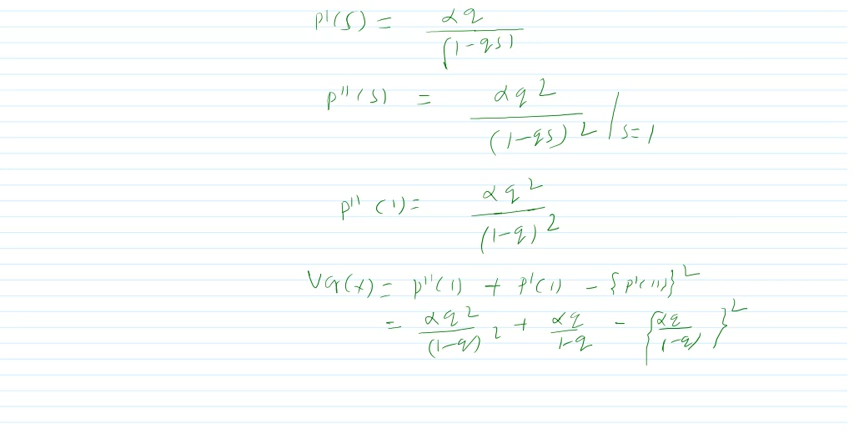 P'(s) = αq / (1-qs)
P''(s) = αq² / (1-qs)² |s=1
P''(1) = αq² / (1-q)²
Var(x) = P''(1) + P'(1) - {P'(1)}²
= αq² / (1-q)² + αq / 1-q - {αq / 1-q)}²